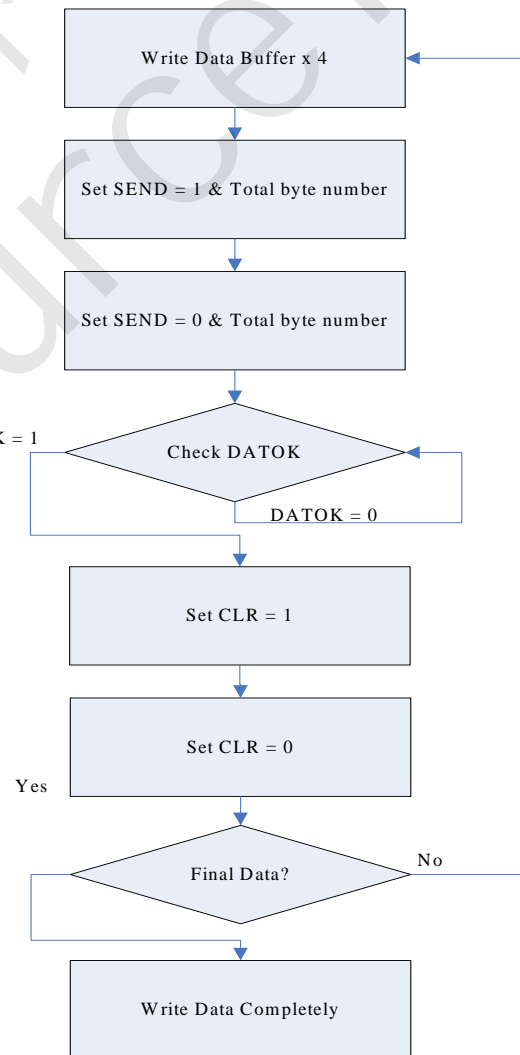 Write Data Buffer x 4
Set SEND = 1 & Total byte number
Set SEND = 0 & Total byte number
K = 1
Check DATOK
DATOK = 0
Set CLR = 1
Set CLR = 0
Yes
Final Data?
No
Write Data Completely